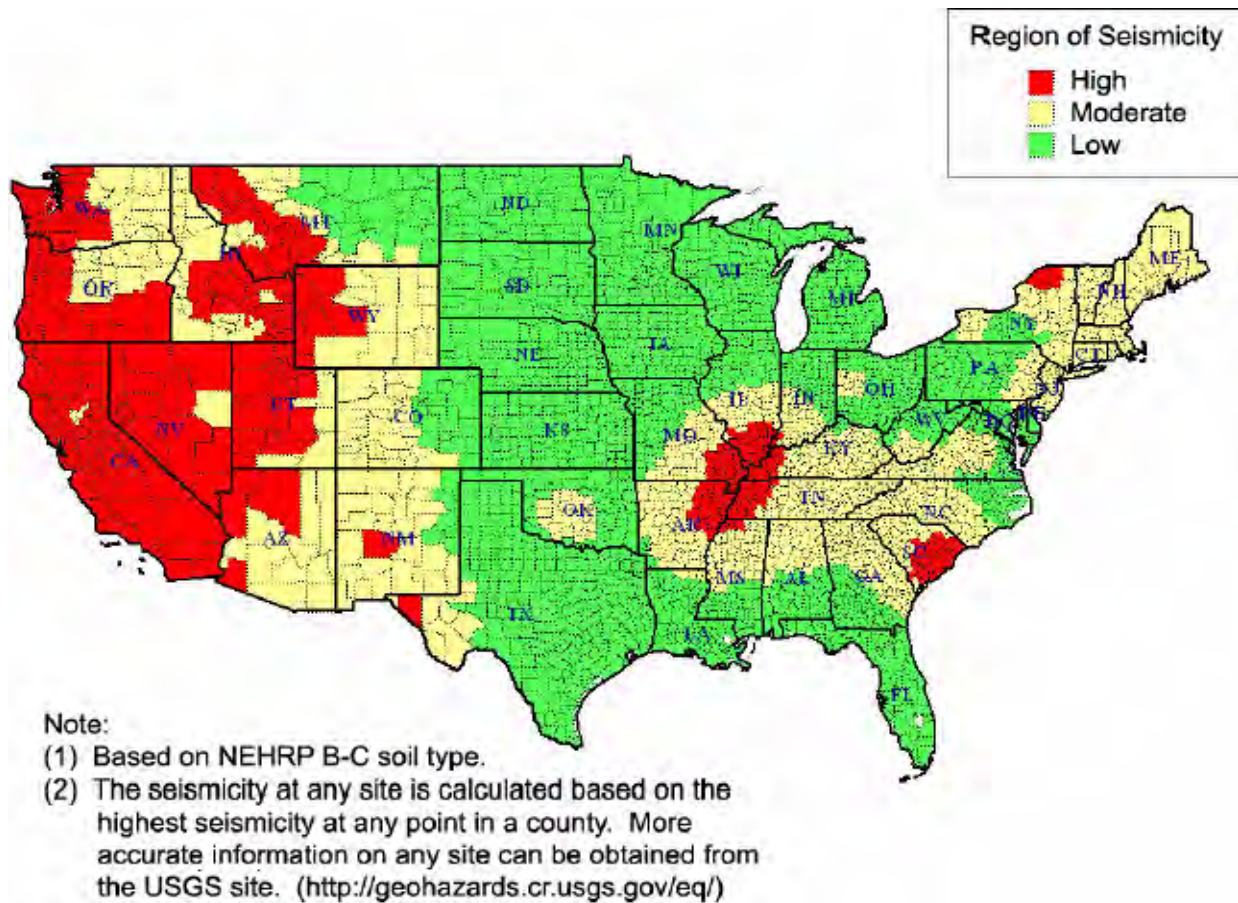 Region of Seismicity
High
Moderate
Low
WA
MT
ND
MN
ME
OR
ID
WY
SD
WI
MI
NY
NH
CT
NV
UT
CO
NE
IA
IL
IN
OH
PA
NJ
CA
KS
MO
KY
WV
DC
AZ
NM
OK
AR
TN
NC
SC
TX
LA
MS
AL
GA
FL
Note:
(1) Based on NEHRP B-C soil type.
(2) The seismicity at any site is calculated based on the
highest seismicity at any point in a county. More
accurate information on any site can be obtained from
the USGS site. (http://geohazards.cr.usgs.gov/eq/)